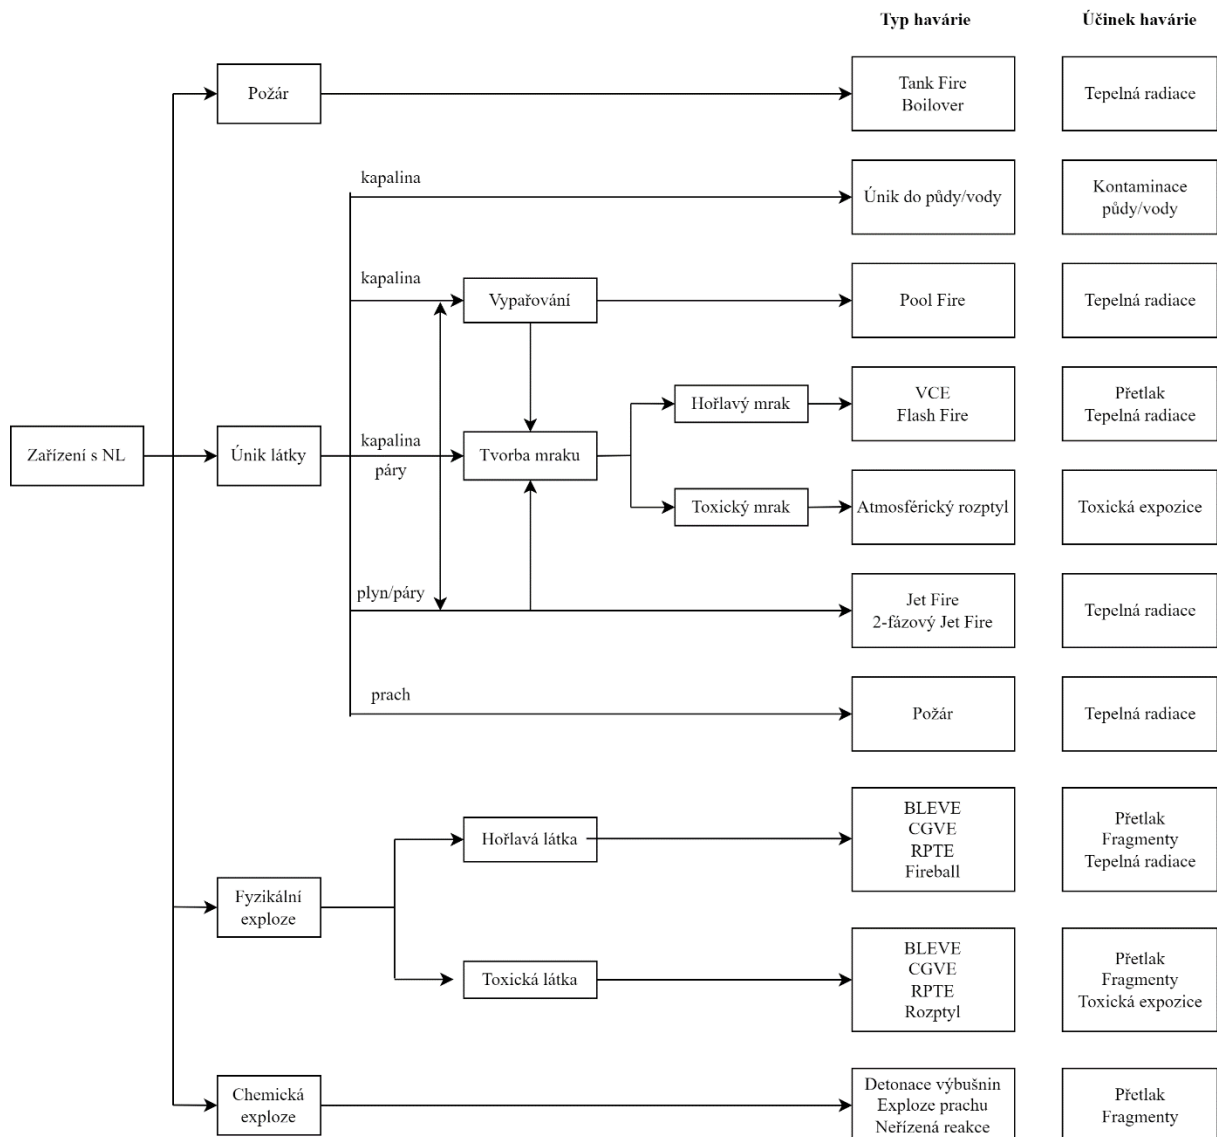 Typ havárie
Účinek havárie
Požár
Tank Fire
Boilover
Tepelná radiace
kapalina
Únik do půdy/vody
Kontaminace
půdy/vody
kapalina
Vypařování
Pool Fire
Tepelná radiace
Hořlavý mrak
VCE
Flash Fire
Přetlak
Tepelná radiace
Zařízení s NL
Únik látky
kapalina
páry
Tvorba mraku
Toxický mrak
Atmosférický rozptyl
Toxická expozice
plyn/páry
Jet Fire
2-fázový Jet Fire
Tepelná radiace
prach
Požár
Tepelná radiace
Hořlavá látka
BLEVE
CGVE
RPTE
Fireball
Přetlak
Fragmenty
Tepelná radiace
Fyzikální
exploze
Toxická látka
BLEVE
CGVE
RPTE
Rozptyl
Přetlak
Fragmenty
Toxická expozice
Chemická
exploze
Detonace výbušnin
Exploze prachu
Neřízená reakce
Přetlak
Fragmenty